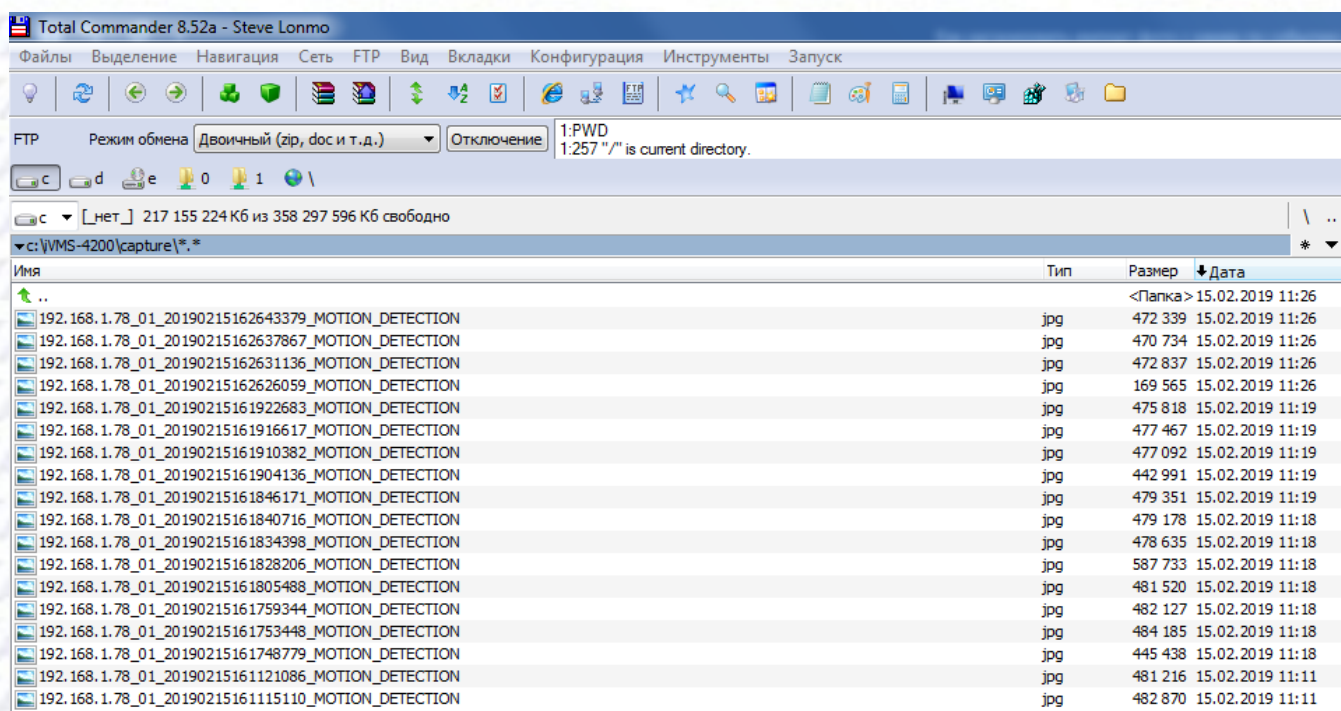 Total Commander 8.52a - Steve Lonmo
Файлы Выделение Навигация Сеть FTP Вид Вкладки Конфигурация Инструменты Запуск
FTP Режим обмена Двоичный (zip, doc и т.д.) Отключение 1:PWD
1:257 "/" is current directory.
c d e 0 1 \
c [_нет_] 217 155 224 Кб из 358 297 596 Кб свободно \ ..
c:\iVMS-4200\capture\*.* *
Имя Тип Размер Дата
.. <Папка> 15.02.2019 11:26
192.168.1.78_01_20190215162643379_MOTION_DETECTION jpg 472 339 15.02.2019 11:26
192.168.1.78_01_20190215162637867_MOTION_DETECTION jpg 470 734 15.02.2019 11:26
192.168.1.78_01_20190215162631136_MOTION_DETECTION jpg 472 837 15.02.2019 11:26
192.168.1.78_01_20190215162626059_MOTION_DETECTION jpg 169 565 15.02.2019 11:26
192.168.1.78_01_20190215161922683_MOTION_DETECTION jpg 475 818 15.02.2019 11:19
192.168.1.78_01_20190215161916617_MOTION_DETECTION jpg 477 467 15.02.2019 11:19
192.168.1.78_01_20190215161910382_MOTION_DETECTION jpg 477 092 15.02.2019 11:19
192.168.1.78_01_20190215161904136_MOTION_DETECTION jpg 442 991 15.02.2019 11:19
192.168.1.78_01_20190215161846171_MOTION_DETECTION jpg 479 351 15.02.2019 11:19
192.168.1.78_01_20190215161840716_MOTION_DETECTION jpg 479 178 15.02.2019 11:18
192.168.1.78_01_20190215161834398_MOTION_DETECTION jpg 478 635 15.02.2019 11:18
192.168.1.78_01_20190215161828206_MOTION_DETECTION jpg 587 733 15.02.2019 11:18
192.168.1.78_01_20190215161805488_MOTION_DETECTION jpg 481 520 15.02.2019 11:18
192.168.1.78_01_20190215161759344_MOTION_DETECTION jpg 482 127 15.02.2019 11:18
192.168.1.78_01_20190215161753448_MOTION_DETECTION jpg 484 185 15.02.2019 11:18
192.168.1.78_01_20190215161748779_MOTION_DETECTION jpg 445 438 15.02.2019 11:18
192.168.1.78_01_20190215161121086_MOTION_DETECTION jpg 481 216 15.02.2019 11:11
192.168.1.78_01_20190215161115110_MOTION_DETECTION jpg 482 870 15.02.2019 11:11